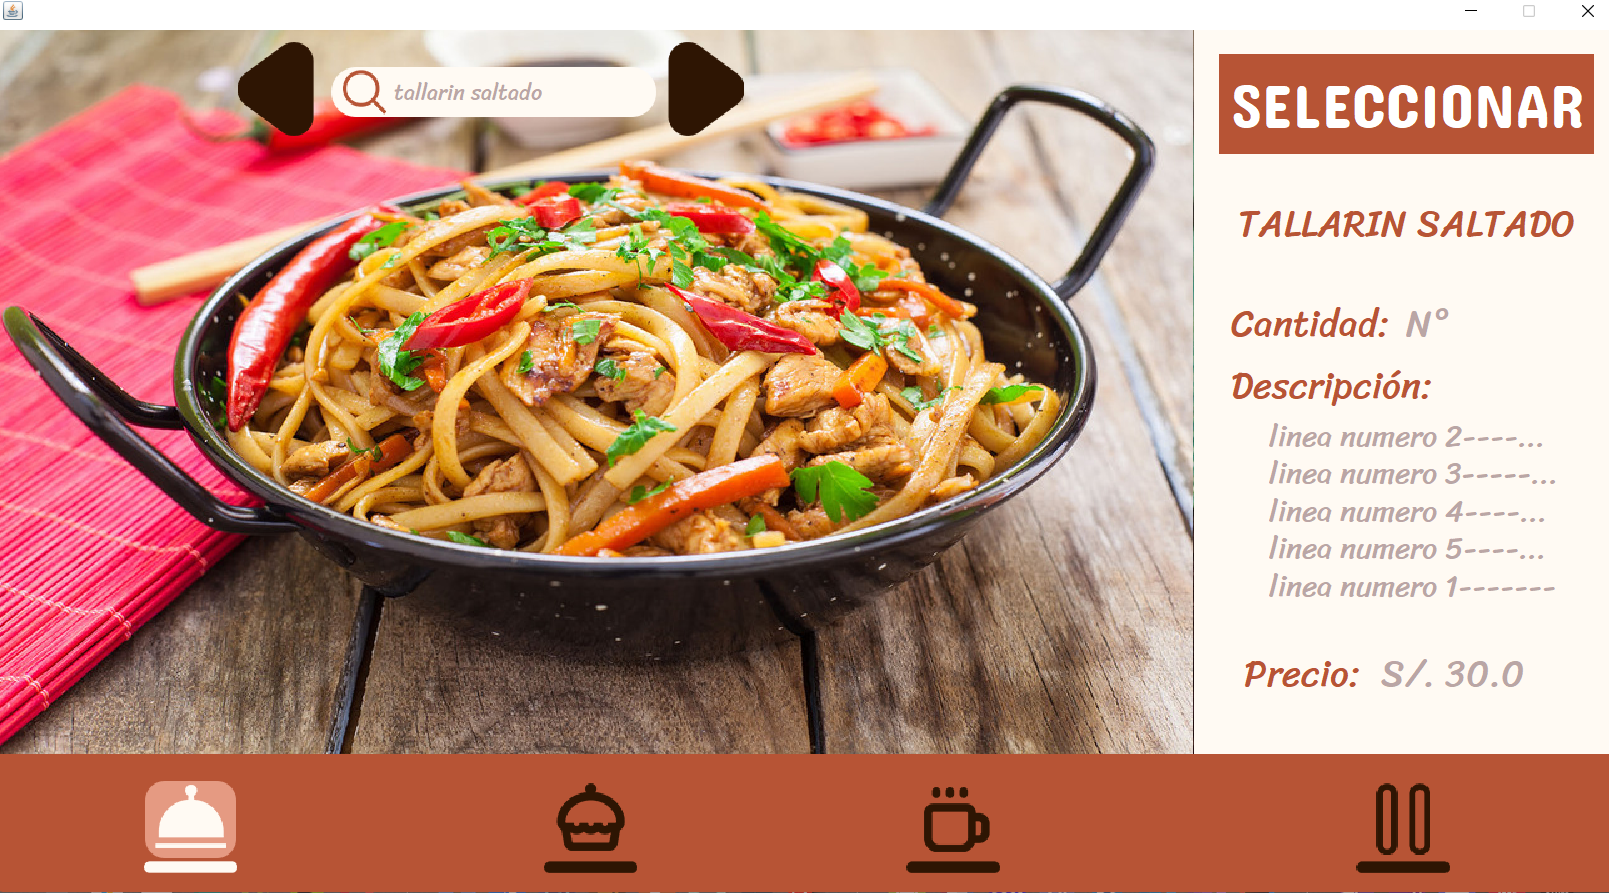 tallarin saltado
SELECCIONAR
TALLARIN SALTADO
Cantidad: N°
Descripción:
linea numero 2----...
linea numero 3-----...
linea numero 4----...
linea numero 5----...
linea numero 1-------
Precio: S/. 30.0